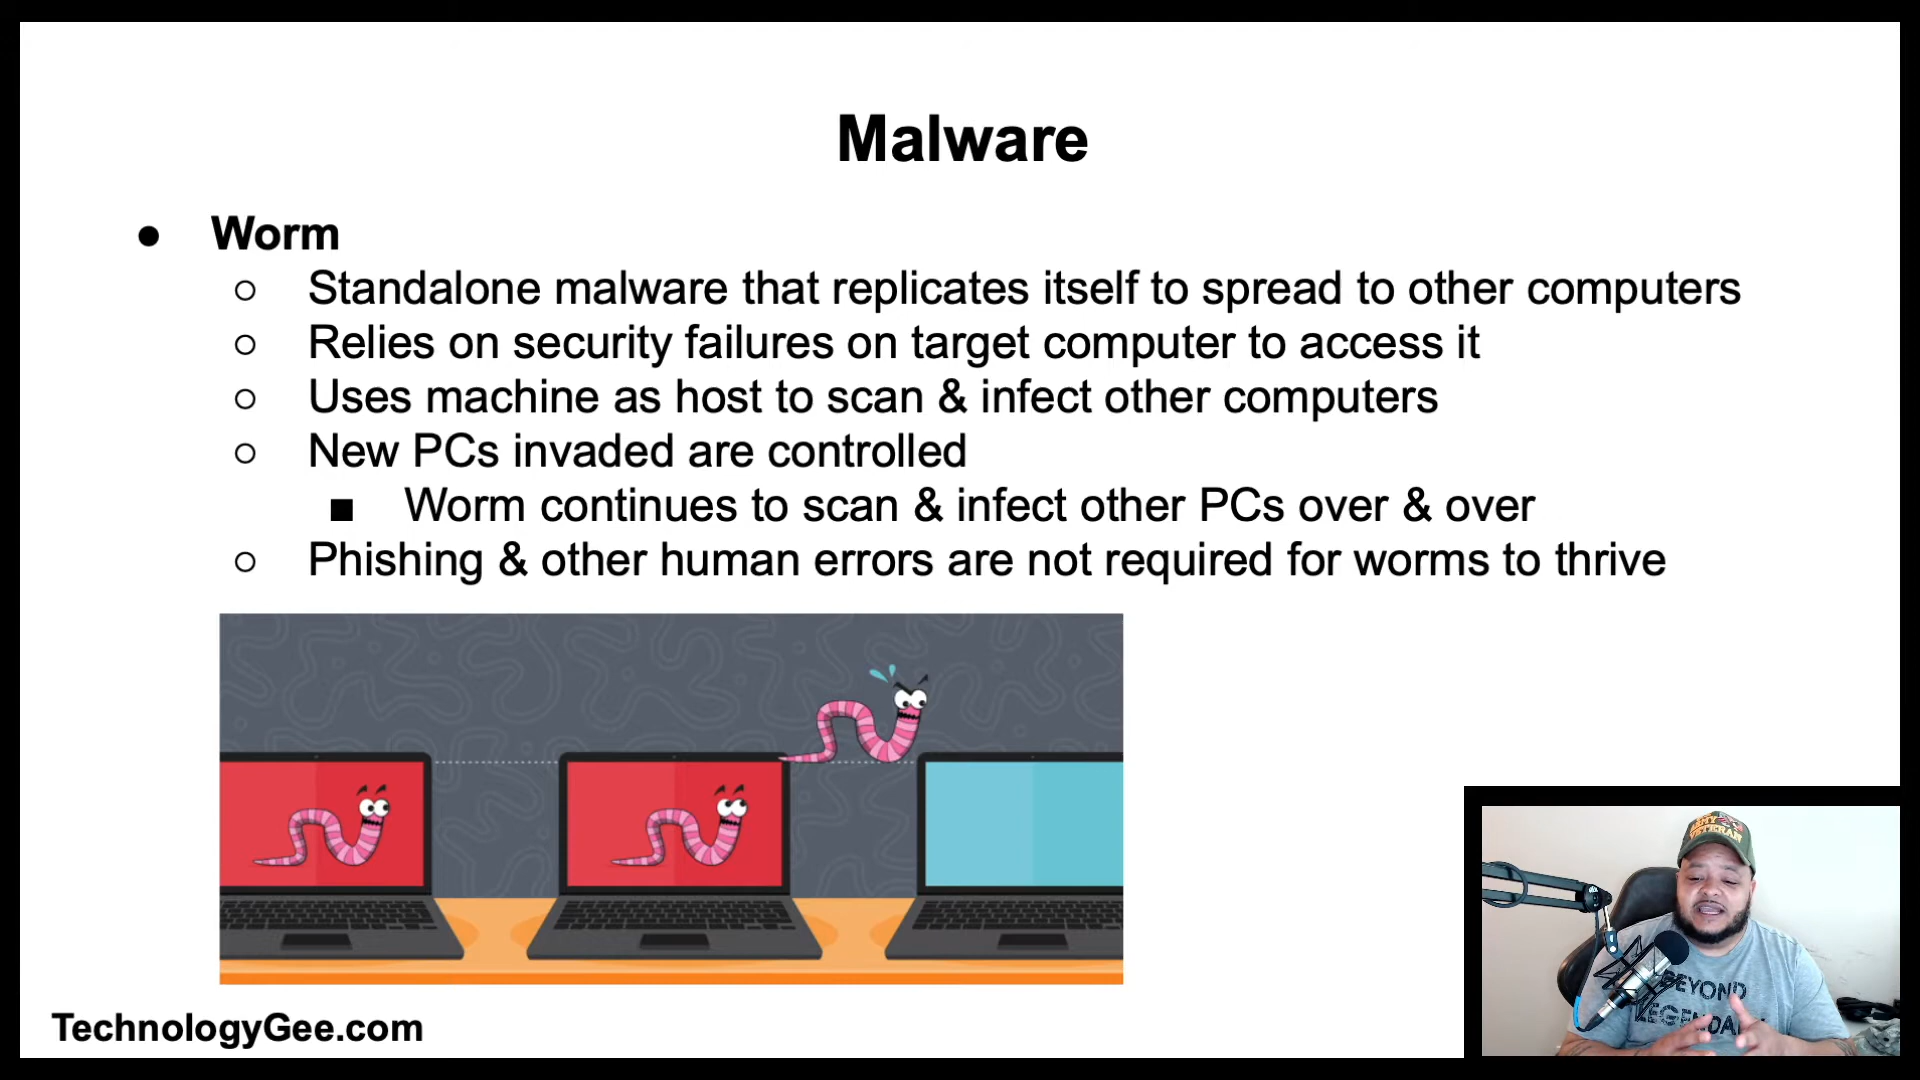 Malware
● Worm
○ Standalone malware that replicates itself to spread to other computers
○ Relies on security failures on target computer to access it
○ Uses machine as host to scan & infect other computers
○ New PCs invaded are controlled
■ Worm continues to scan & infect other PCs over & over
○ Phishing & other human errors are not required for worms to thrive
TechnologyGee.com
ARMY
VETERAN
BEYOND